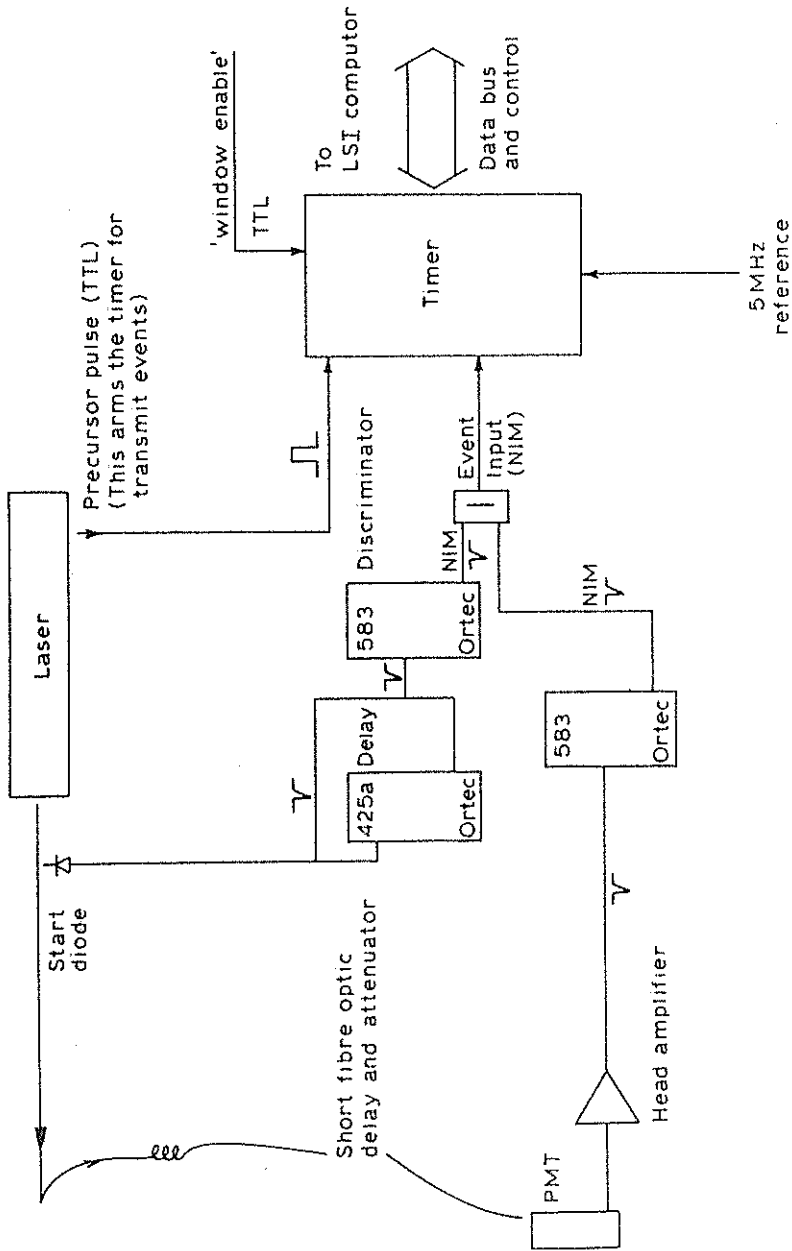 Laser
Precursor pulse (TTL)
(This arms the timer for
transmit events)
'window enable'
TTL
To
LSI computor
Data bus
and control
Timer
5MHz
reference
Start
diode
425a
Ortec
Delay
583
Ortec
Discriminator
NIM
Event
Input
(NIM)
NIM
583
Ortec
Short fibre optic
delay and attenuator
PMT
Head amplifier